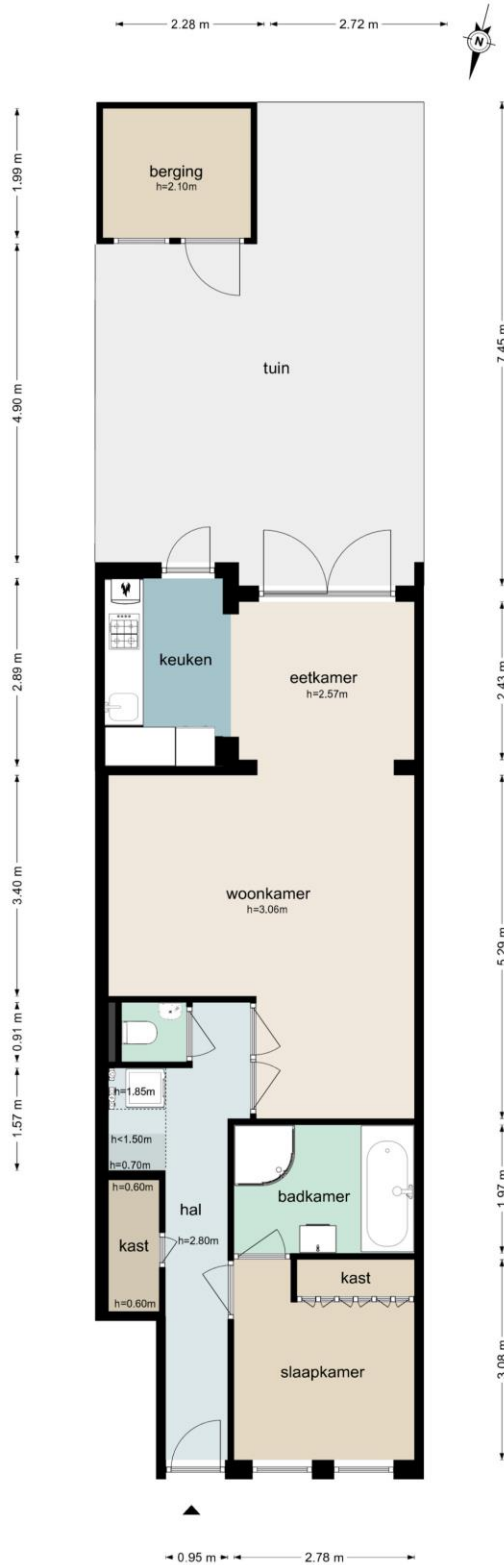 2.28 m
2.72 m
N
berging
h=2.10m
1.99 m
7.45 m
4.90 m
tuin
keuken
eetkamer
h=2.57m
2.89 m
2.43 m
woonkamer
h=3.06m
3.40 m
5.29 m
0.91 m
h=1.85m
1.57 m
h<1.50m
h=0.70m
h=0.60m
hal
h=2.80m
badkamer
1.97 m
kast
kast
h=0.60m
slaapkamer
3.08 m
0.95 m
2.78 m